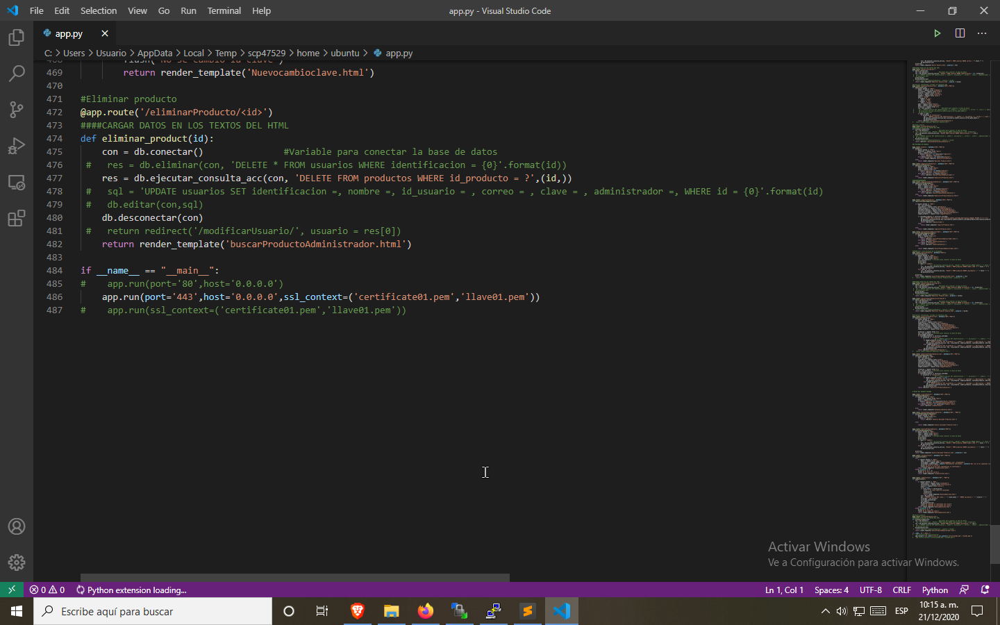 File Edit Selection View Go Run Terminal Help
app.py - Visual Studio Code
app.py
C: > Users > Usuario > AppData > Local > Temp > scp47529 > home > ubuntu > app.py
468 flash('No se cambio la clave')
469 return render_template('Nuevocambioclave.html')
470
471 #Eliminar producto
472 @app.route('/eliminarProducto/<id>')
473 ####CARGAR DATOS EN LOS TEXTOS DEL HTML
474 def eliminar_product(id):
475 con = db.conectar() #Variable para conectar la base de datos
476 # res = db.eliminar(con, 'DELETE * FROM usuarios WHERE identificacion = {0}'.format(id))
477 res = db.ejecutar_consulta_acc(con, 'DELETE FROM productos WHERE id_producto = ?',(id,))
478 # sql = 'UPDATE usuarios SET identificacion =, nombre =, id_usuario = , correo = , clave = , administrador =, WHERE id = {0}'.format(id)
479 # db.editar(con,sql)
480 db.desconectar(con)
481 # return redirect('/modificarUsuario/', usuario = res[0])
482 return render_template('buscarProductoAdministrador.html')
483
484 if __name__ == "__main__":
485 # app.run(port='80',host='0.0.0.0')
486 app.run(port='443',host='0.0.0.0',ssl_context=('certificate01.pem','llave01.pem'))
487 # app.run(ssl_context=('certificate01.pem','llave01.pem'))
Activar Windows
Ve a Configuración para activar Windows.
0 0 Python extension loading...
Ln 1, Col 1 Spaces: 4 UTF-8 CRLF Python
Escribe aquí para buscar
ESP
10:15 a. m.
21/12/2020